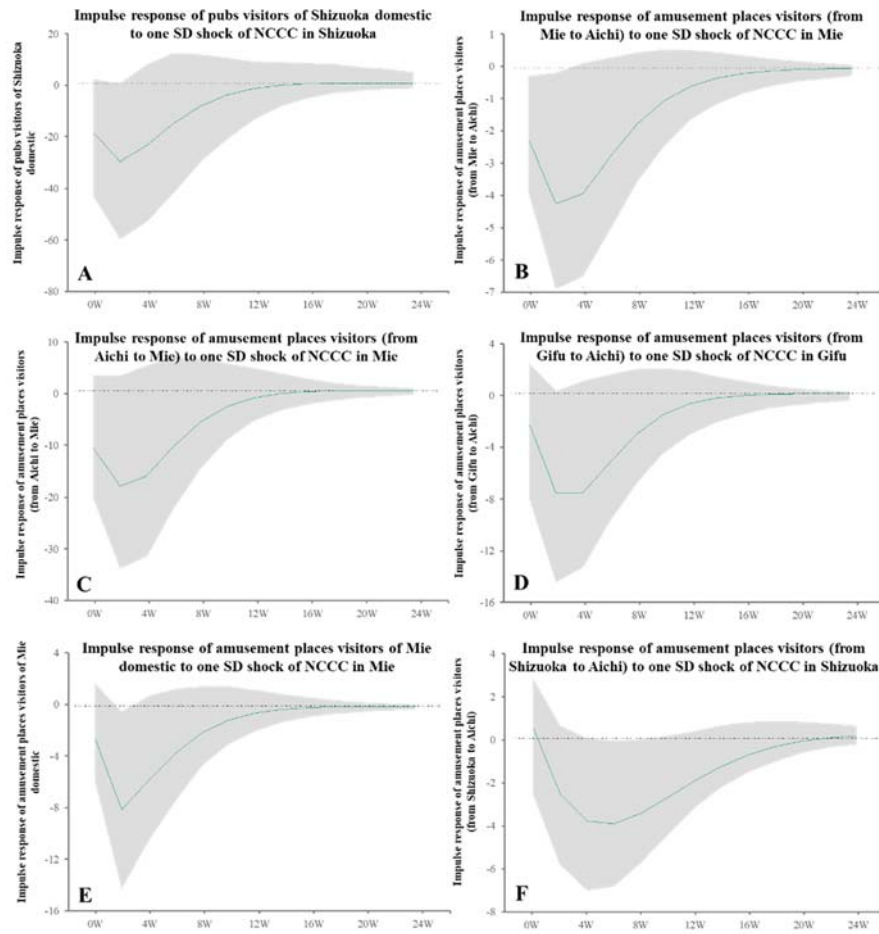 Impulse response of pubs visitors of Shizuoka domestic
to one SD shock of NCCC in Shizuoka
Impulse response of pubs visitors of Shizuoka
domestic
20
0
-20
-40
-60
-80
A
0W 4W 8W 12W 16W 20W 24W
Impulse response of amusement places visitors (from
Mie to Aichi) to one SD shock of NCCC in Mie
Impulse response of amusement places visitors
(from Mie to Aichi)
1
0
-1
-2
-3
-4
-5
-6
-7
B
0W 4W 8W 12W 16W 20W 24W
Impulse response of amusement places visitors (from
Aichi to Mie) to one SD shock of NCCC in Mie
Impulse response of amusement places visitors
(from Aichi to Mie)
10
0
-10
-20
-30
-40
C
0W 4W 8W 12W 16W 20W 24W
Impulse response of amusement places visitors (from
Gifu to Aichi) to one SD shock of NCCC in Gifu
Impulse response of amusement places visitors
(from Gifu to Aichi)
4
0
-4
-8
-12
-16
D
0W 4W 8W 12W 16W 20W 24W
Impulse response of amusement places visitors of Mie
domestic to one SD shock of NCCC in Mie
Impulse response of amusement places visitors of Mie
domestic
4
0
-4
-8
-12
-16
E
0W 4W 8W 12W 16W 20W 24W
Impulse response of amusement places visitors (from
Shizuoka to Aichi) to one SD shock of NCCC in Shizuoka
Impulse response of amusement places visitors
(from Shizuoka to Aichi)
4
2
0
-2
-4
-6
-8
F
0W 4W 8W 12W 16W 20W 24W